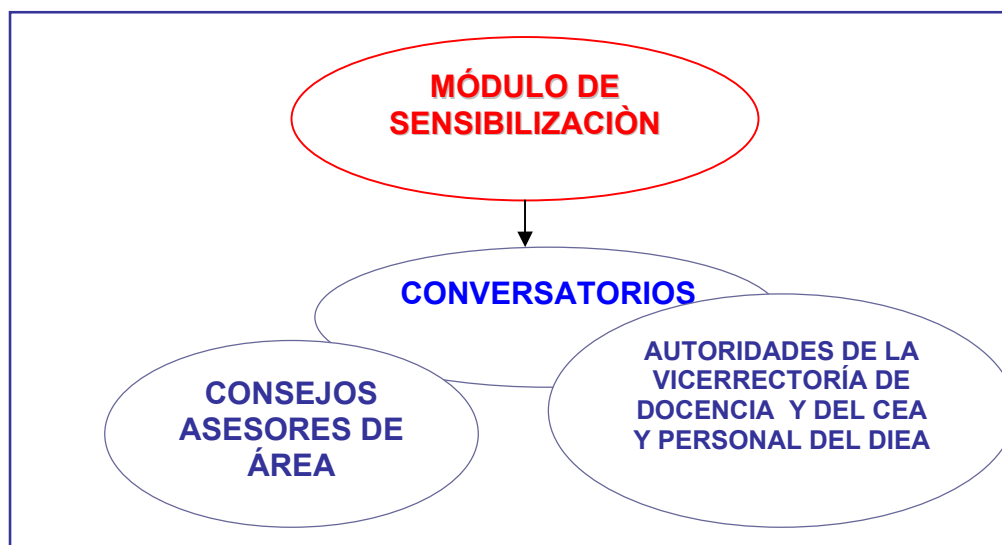 MÓDULO DE
SENSIBILIZACIÒN
CONVERSATORIOS
CONSEJOS
ASESORES DE
ÁREA
AUTORIDADES DE LA
VICERRECTORÍA DE
DOCENCIA Y DEL CEA
Y PERSONAL DEL DIEA